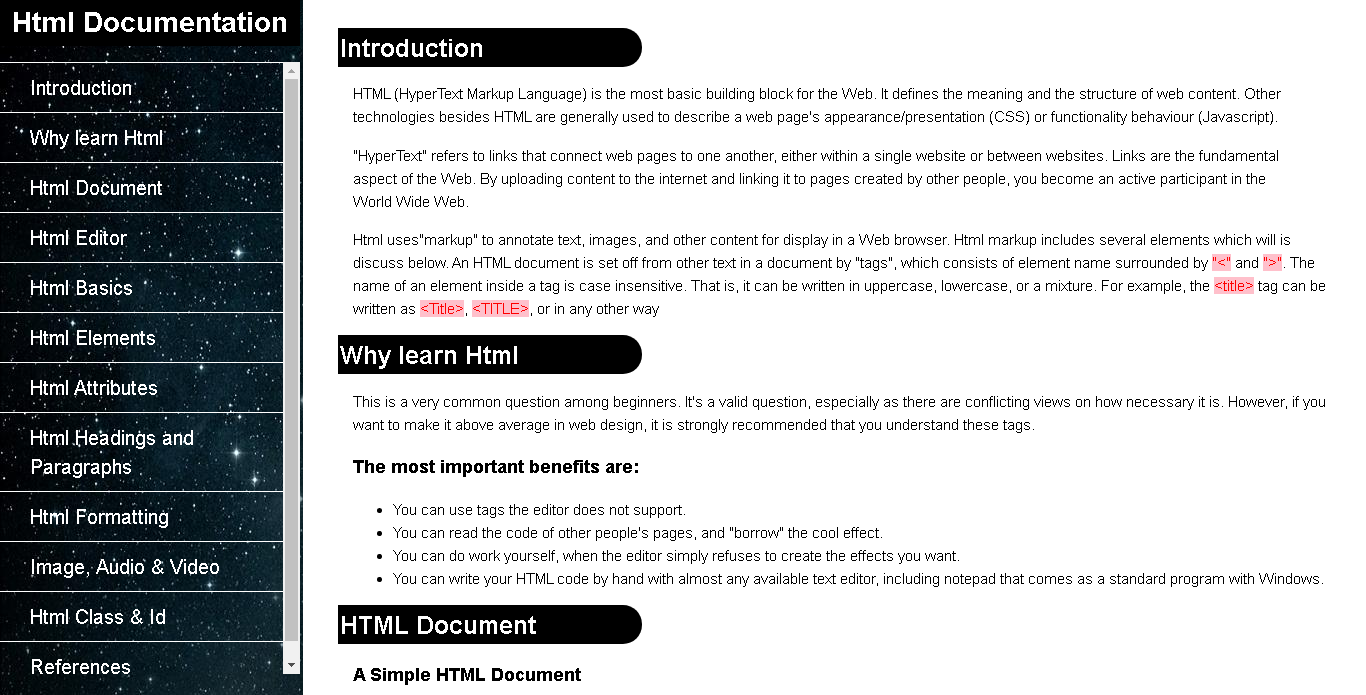 Html Documentation
Introduction
Why learn Html
Html Document
Html Editor
Html Basics
Html Elements
Html Attributes
Html Headings and
Paragraphs
Html Formatting
Image, Audio & Video
Html Class & Id
References
Introduction
HTML (HyperText Markup Language) is the most basic building block for the Web. It defines the meaning and the structure of web content. Other
technologies besides HTML are generally used to describe a web page's appearance/presentation (CSS) or functionality behaviour (Javascript).
"HyperText" refers to links that connect web pages to one another, either within a single website or between websites. Links are the fundamental
aspect of the Web. By uploading content to the internet and linking it to pages created by other people, you become an active participant in the
World Wide Web.
Html uses"markup" to annotate text, images, and other content for display in a Web browser. Html markup includes several elements which will is
discuss below. An HTML document is set off from other text in a document by "tags", which consists of element name surrounded by "<" and ">". The
name of an element inside a tag is case insensitive. That is, it can be written in uppercase, lowercase, or a mixture. For example, the <title> tag can be
written as <Title>, <TITLE>, or in any other way
Why learn Html
This is a very common question among beginners. It's a valid question, especially as there are conflicting views on how necessary it is. However, if you
want to make it above average in web design, it is strongly recommended that you understand these tags.
The most important benefits are:
• You can use tags the editor does not support.
• You can read the code of other people's pages, and "borrow" the cool effect.
• You can do work yourself, when the editor simply refuses to create the effects you want.
• You can write your HTML code by hand with almost any available text editor, including notepad that comes as a standard program with Windows.
HTML Document
A Simple HTML Document